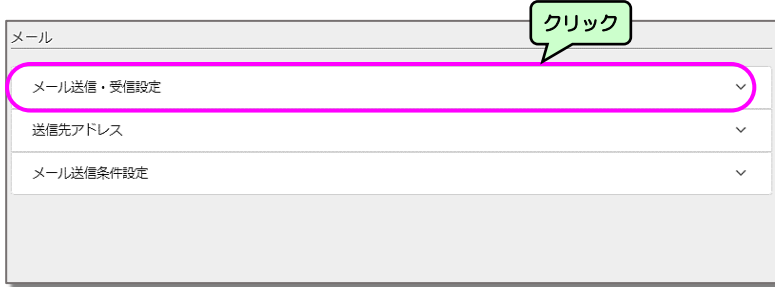 クリック
メール
メール送信・受信設定
送信先アドレス
メール送信条件設定